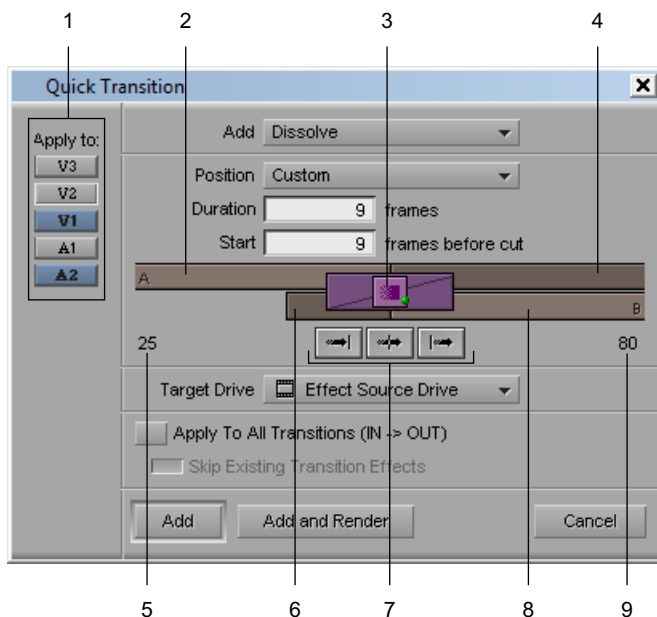 1 2 3 4
Quick Transition
Apply to:
V3
V2
V1
A1
A2
Add Dissolve
Position Custom
Duration 9 frames
Start 9 frames before cut
A
B
25 80
Target Drive Effect Source Drive
Apply To All Transitions (IN -> OUT)
Skip Existing Transition Effects
Add Add and Render Cancel
5 6 7 8 9